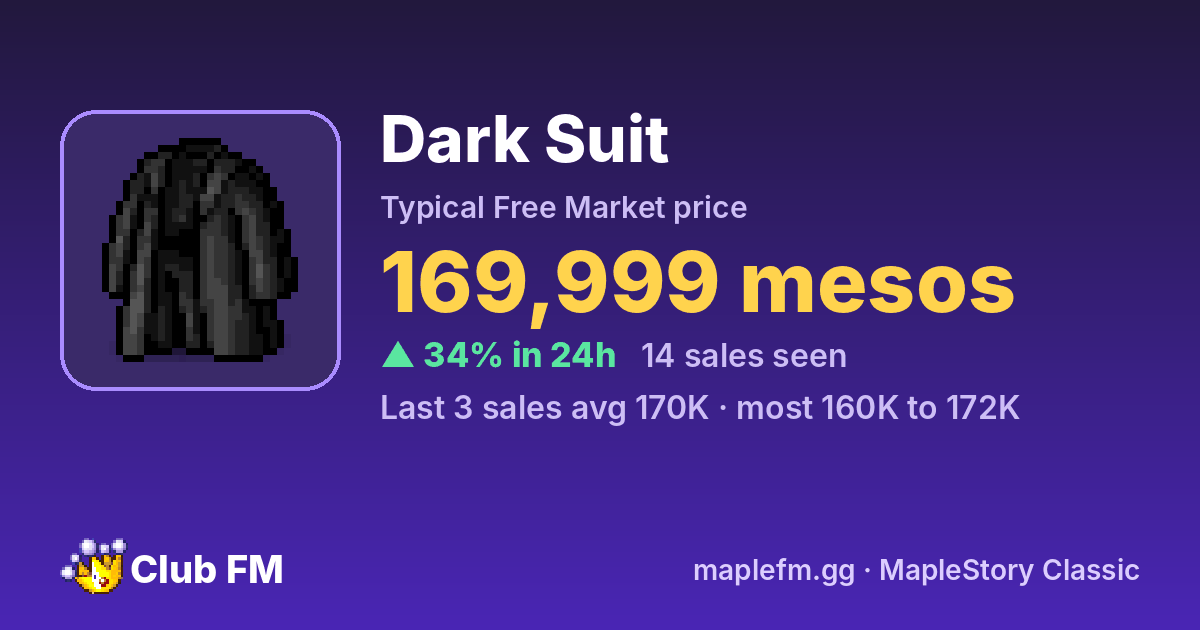 Dark Suit
Typical Free Market price
169,999 mesos
▲ 34% in 24h 14 sales seen
Last 3 sales avg 170K · most 160K to 172K
Club FM
maplefm.gg · MapleStory Classic